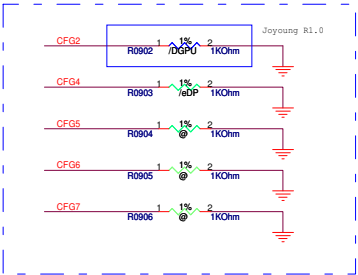 Joyoung R1.0
CFG2 1 1% 2
R0902 /DGPU 1KOhm
CFG4 1 1% 2
R0903 /eDP 1KOhm
CFG5 1 1% 2
R0904 @ 1KOhm
CFG6 1 1% 2
R0905 @ 1KOhm
CFG7 1 1% 2
R0906 @ 1KOhm